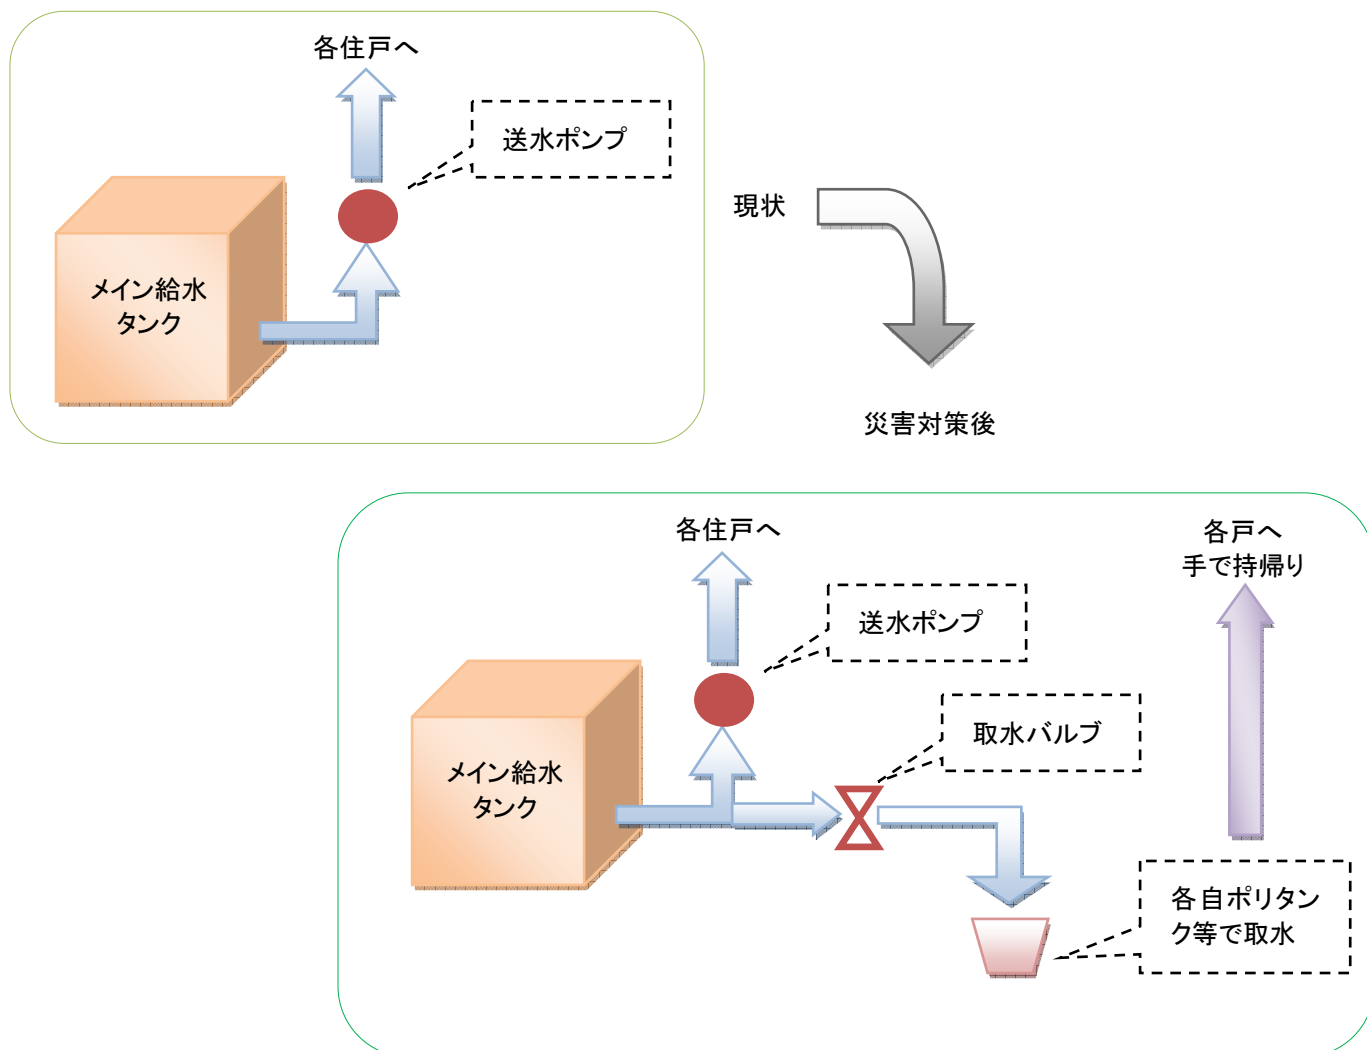 各住戸へ
送水ポンプ
メイン給水
タンク
現状
災害対策後
各住戸へ
各戸へ
手で持帰り
送水ポンプ
取水バルブ
メイン給水
タンク
各自ポリタン
ク等で取水